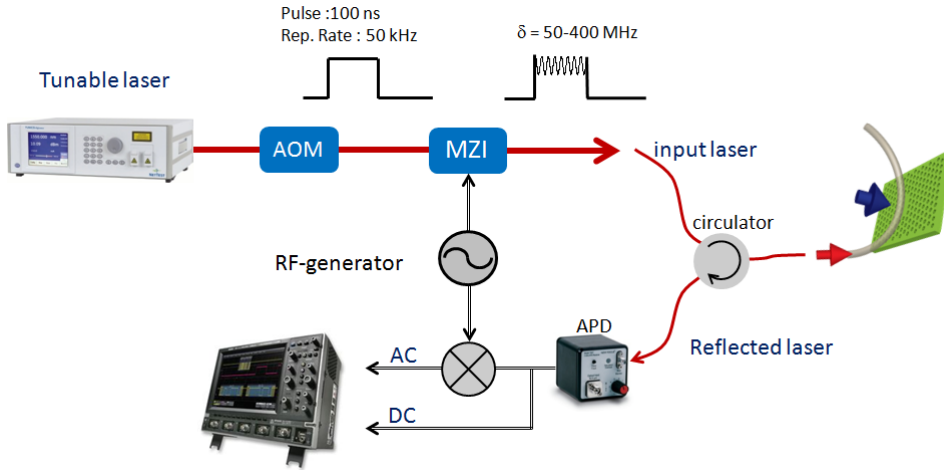 Pulse :100 ns
Rep. Rate : 50 kHz
δ = 50-400 MHz
Tunable laser
AOM
MZI
input laser
circulator
RF-generator
APD
Reflected laser
AC
DC